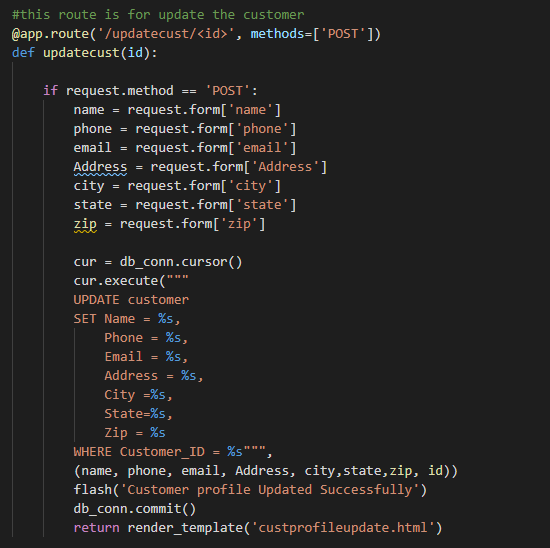 #this route is for update the customer
@app.route('/updatecust/<id>', methods=['POST'])
def updatecust(id):
if request.method == 'POST':
name = request.form['name']
phone = request.form['phone']
email = request.form['email']
Address = request.form['Address']
city = request.form['city']
state = request.form['state']
zip = request.form['zip']
cur = db_conn.cursor()
cur.execute("""
UPDATE customer
SET Name = %s,
Phone = %s,
Email = %s,
Address = %s,
City =%s,
State=%s,
Zip = %s
WHERE Customer_ID = %s""",
(name, phone, email, Address, city,state,zip, id))
flash('Customer profile Updated Successfully')
db_conn.commit()
return render_template('custprofileupdate.html')